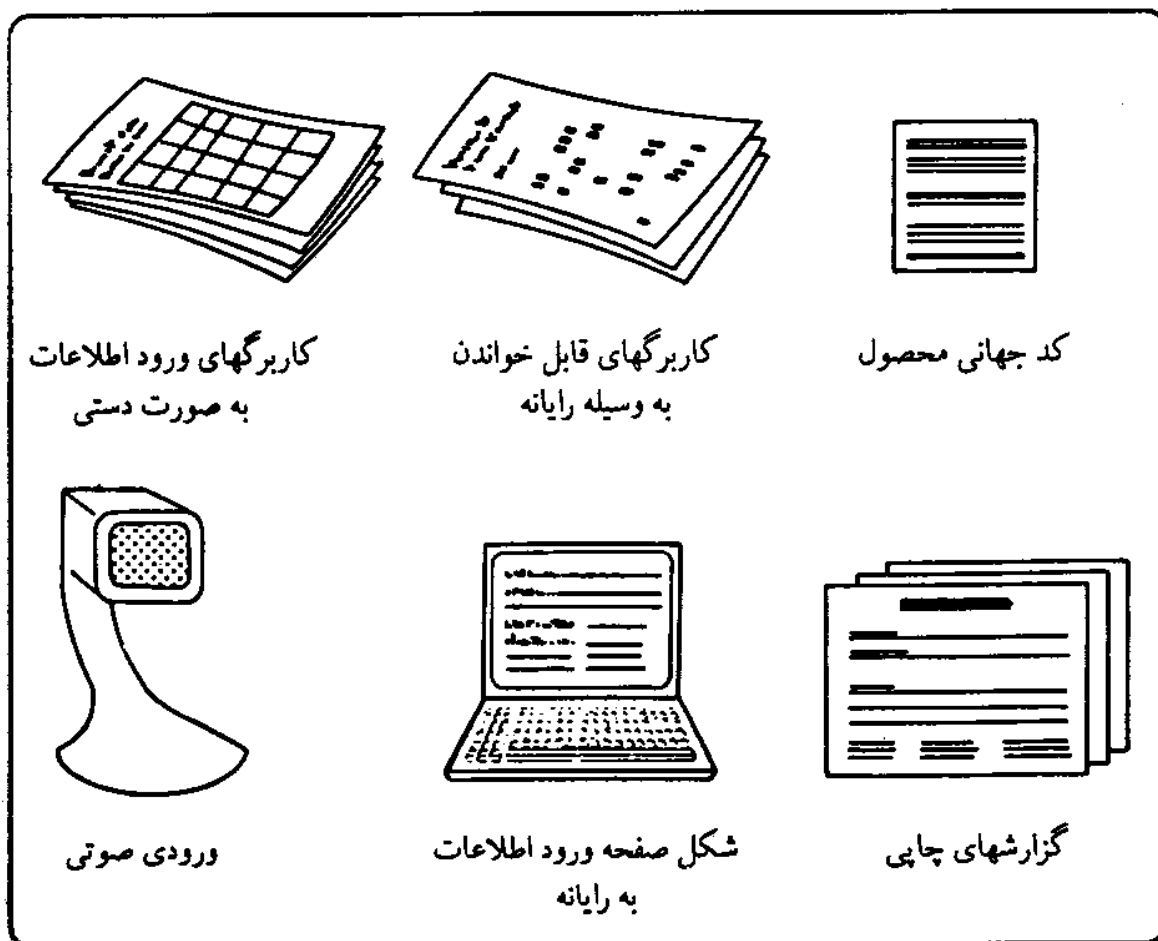 کد جهانی محصول
کاربرگهای قابل خواندن
به وسیله رایانه
کاربرگهای ورود اطلاعات
به صورت دستی
گزارشهای چاپی
شکل صفحه ورود اطلاعات
به رایانه
ورودی صوتی